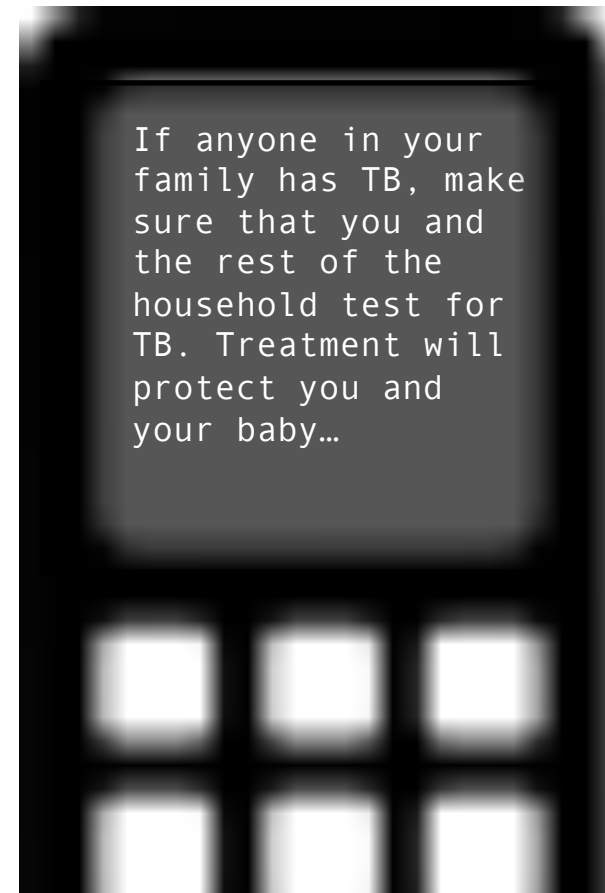 If anyone in your
family has TB, make
sure that you and
the rest of the
household test for
TB. Treatment will
protect you and
your baby…